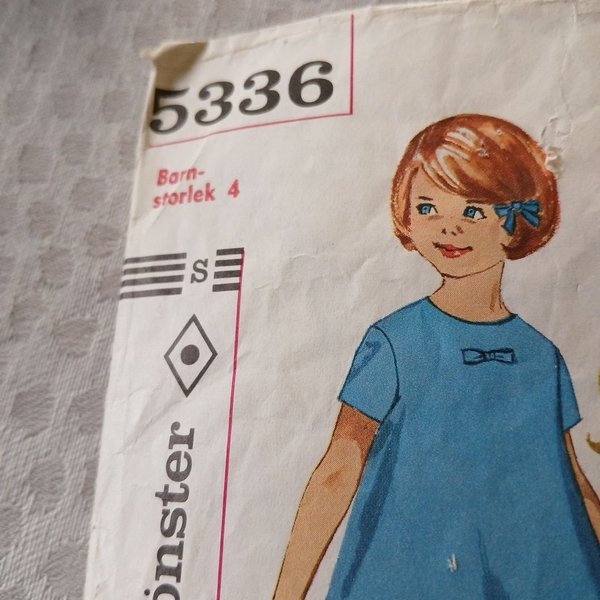 5336
Barn-
storlek 4
S
önster